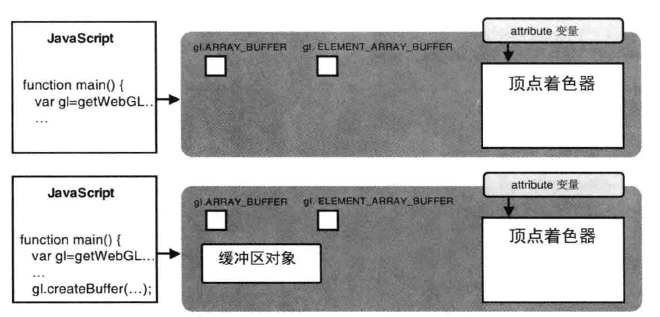 JavaScript
function main() {
var gl=getWebGL...
...
gl.ARRAY_BUFFER
gl. ELEMENT_ARRAY_BUFFER
attribute 变量
顶点着色器
JavaScript
function main() {
var gl=getWebGL...
...
gl.createBuffer(...);
gl.ARRAY_BUFFER
gl. ELEMENT_ARRAY_BUFFER
缓冲区对象
attribute 变量
顶点着色器